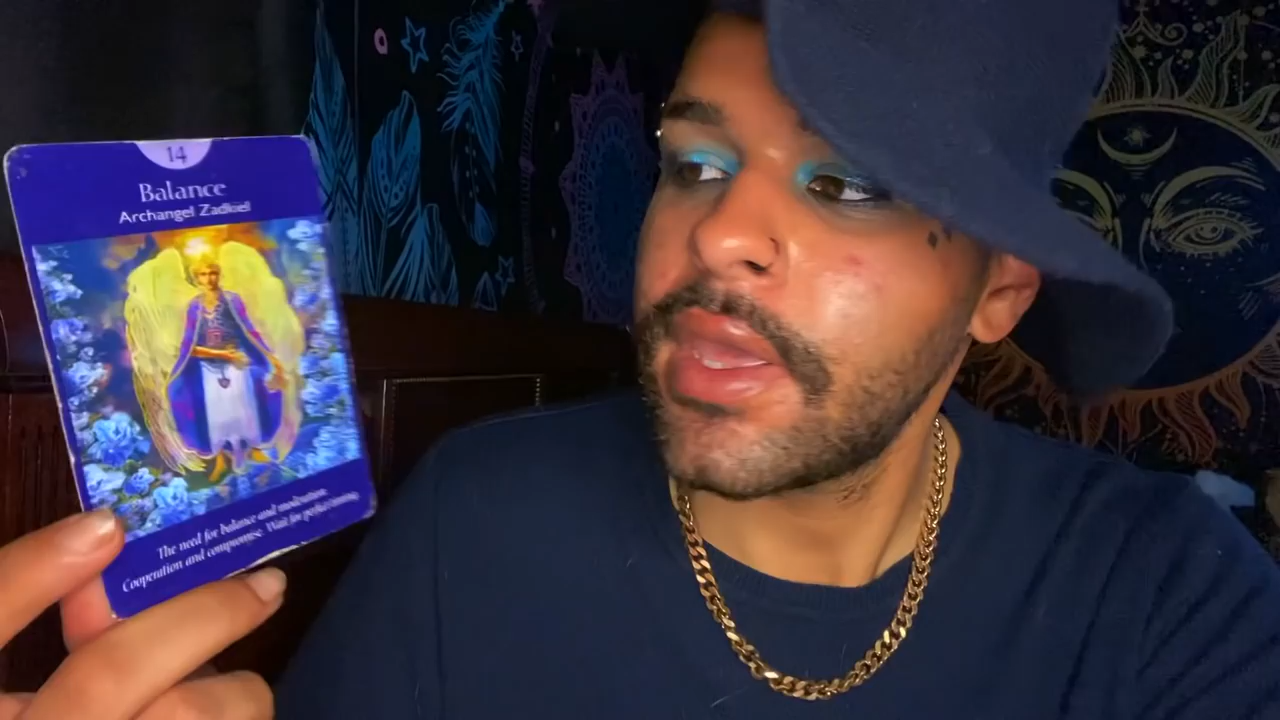 14
Balance
Archangel Zadkiel
The need for balance and moderation
Cooperation and compromise Wait for perfect timing